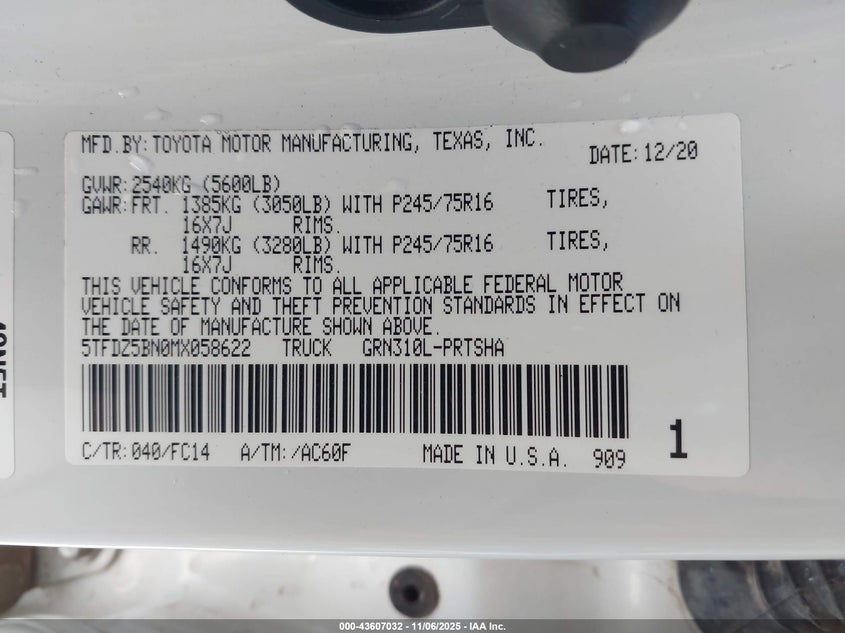 MFD.BY: TOYOTA MOTOR MANUFACTURING, TEXAS, INC.
DATE: 12/20
GVWR: 2540KG (5600LB)
GAWR: FRT. 1385KG (3050LB) WITH P245/75R16 TIRES,
16X7J RIMS.
RR. 1490KG (3280LB) WITH P245/75R16 TIRES,
16X7J RIMS.
THIS VEHICLE CONFORMS TO ALL APPLICABLE FEDERAL MOTOR
VEHICLE SAFETY AND THEFT PREVENTION STANDARDS IN EFFECT ON
THE DATE OF MANUFACTURE SHOWN ABOVE.
5TFDZ5BN0MX058622 TRUCK GRN310L-PRTSHA
C/TR: 040/FC14 A/TM: /AC60F MADE IN U.S.A. 909
1
000-43607032 - 11/06/2025 - IAA Inc.